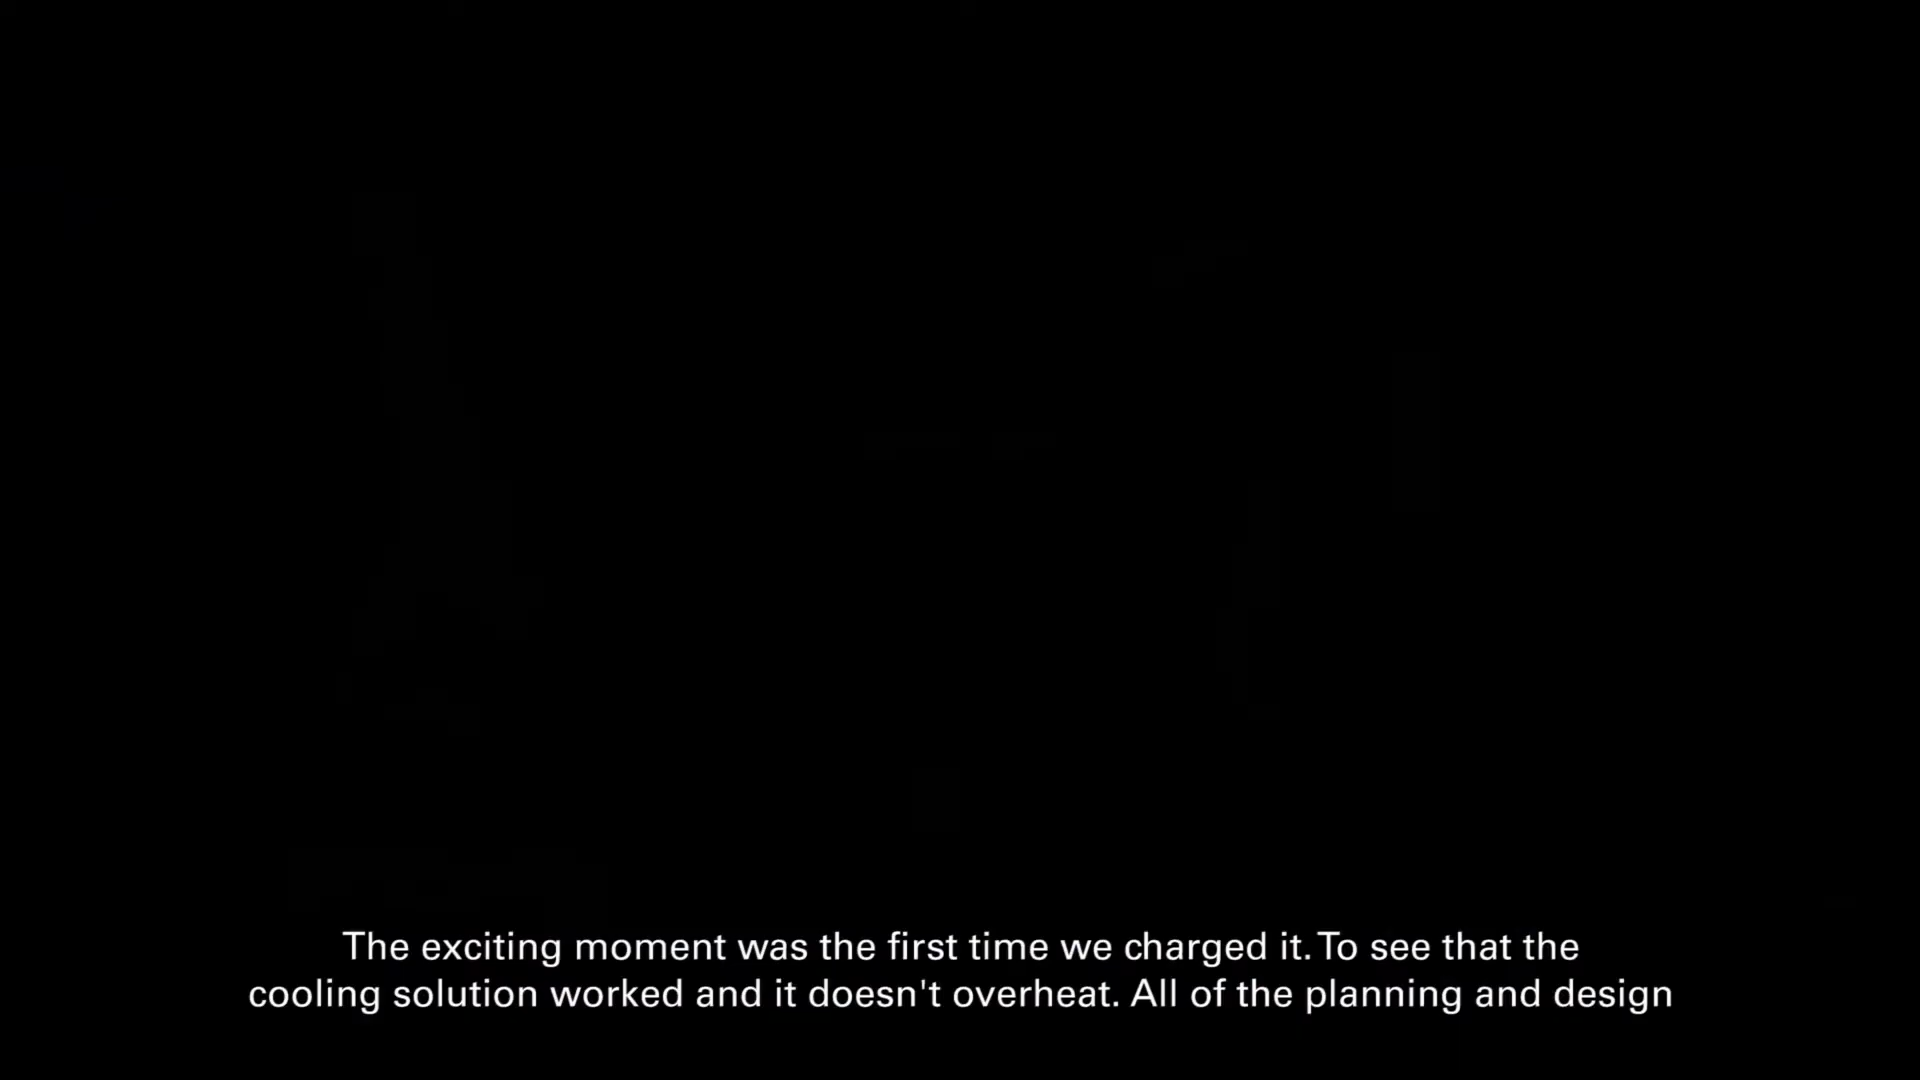 The exciting moment was the first time we charged it. To see that the
cooling solution worked and it doesn't overheat. All of the planning and design